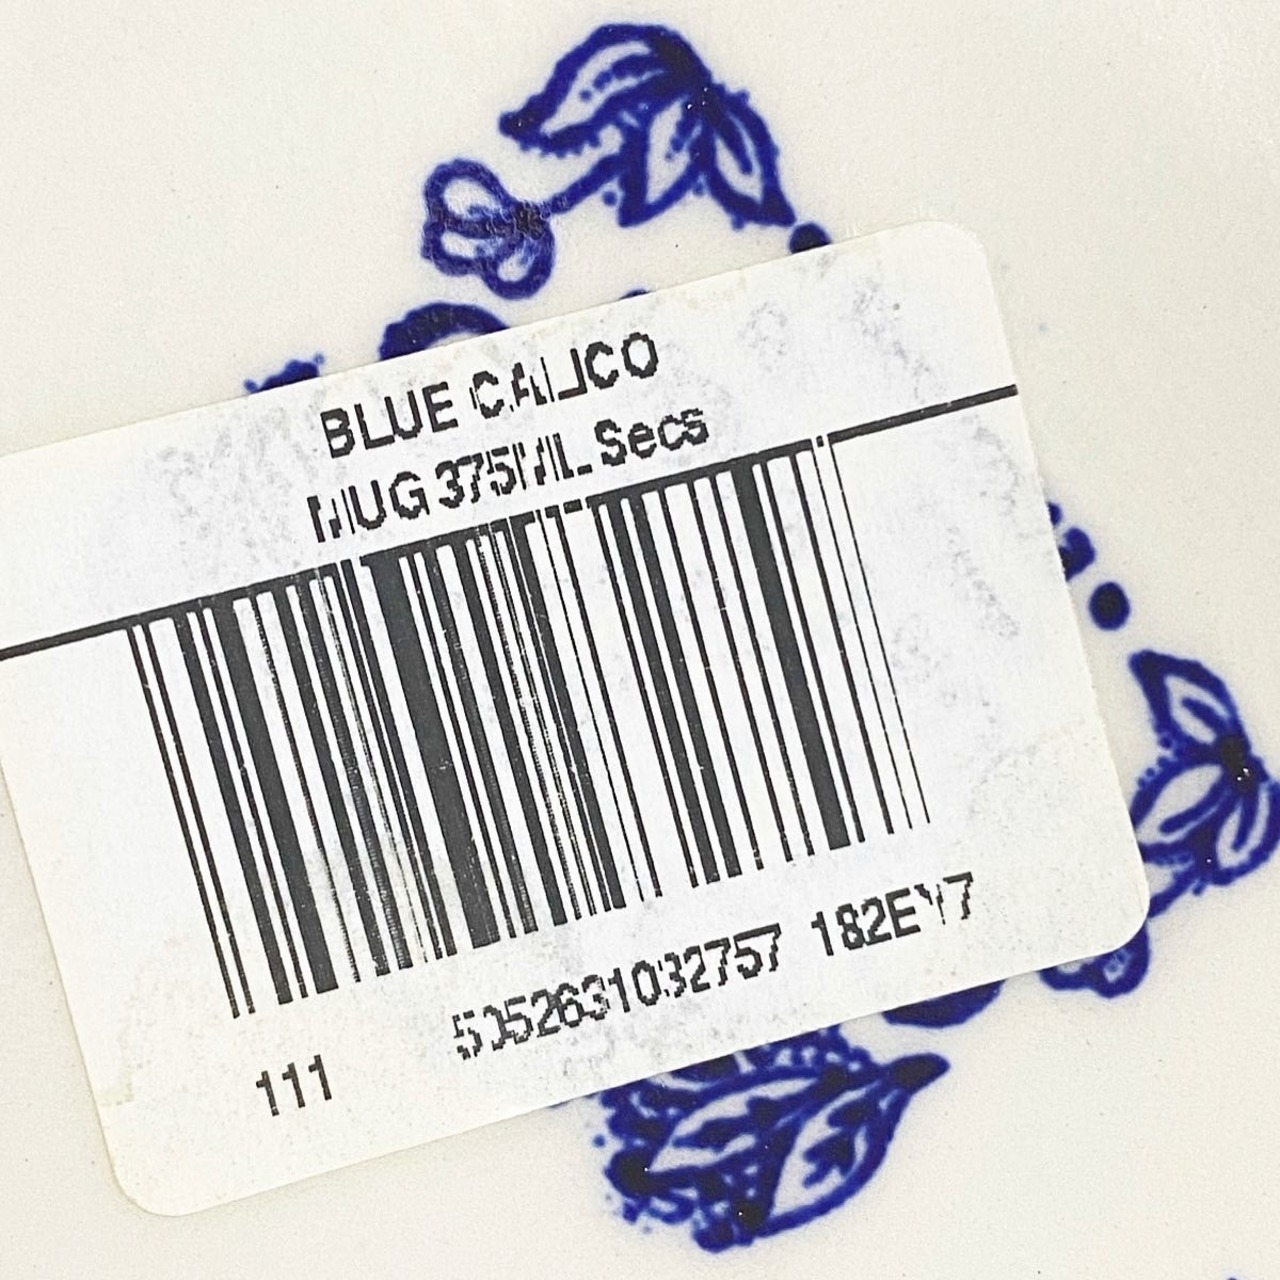 BLUE CALICO
MUG 375ML Secs
5052631032757 182EY7
111